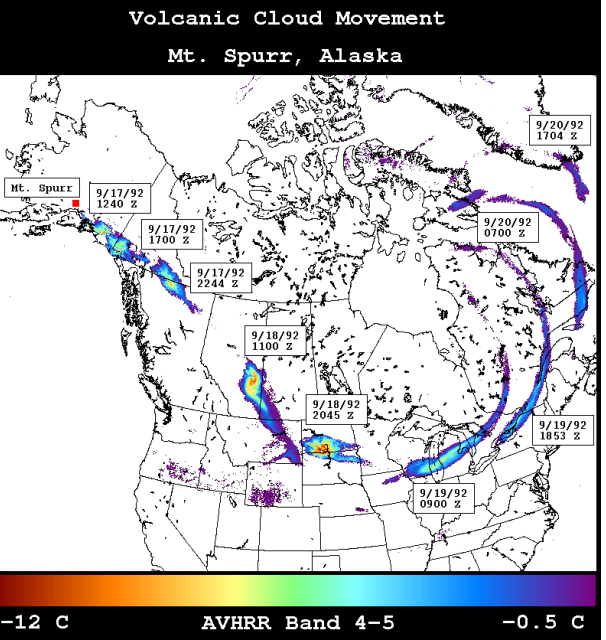 Volcanic Cloud Movement
Mt. Spurr, Alaska
9/20/92
1704 Z
Mt. Spurr
9/17/92
1240 Z
9/17/92
1700 Z
9/20/92
0700 Z
9/17/92
2244 Z
9/18/92
1100 Z
9/18/92
2045 Z
9/19/92
1853 Z
9/19/92
0900 Z
-12 C
AVHRR Band 4-5
-0.5 C